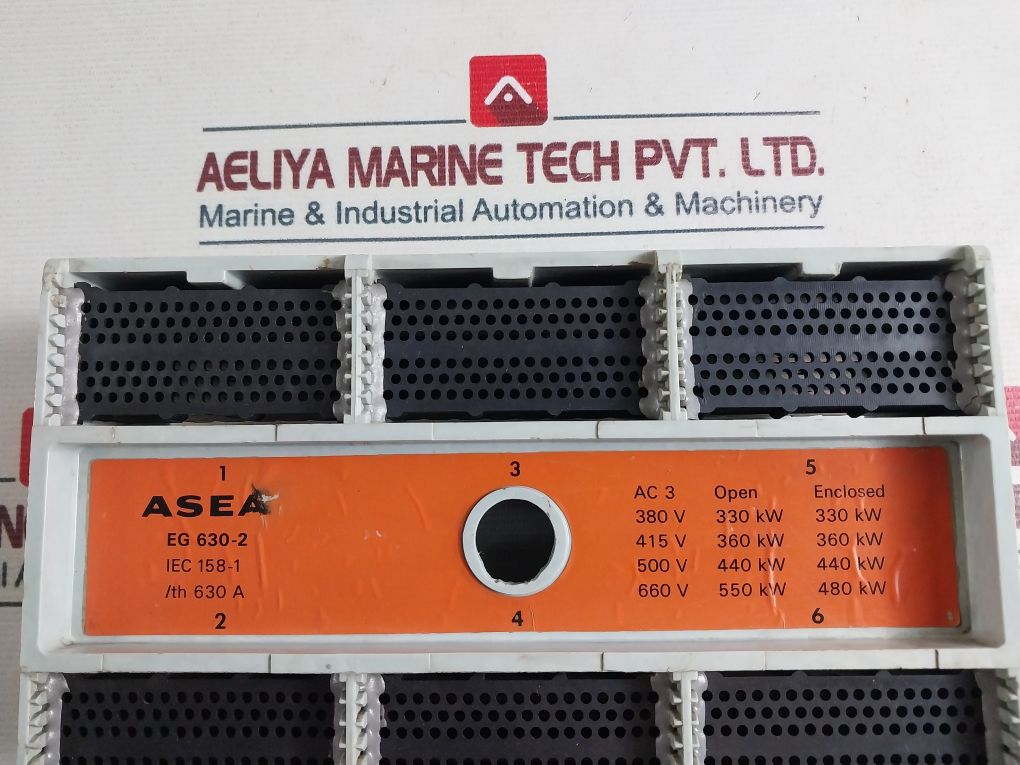 AELIYA MARINE TECH PVT. LTD.
Marine & Industrial Automation & Machinery
1 3 5
ASEA
EG 630-2
IEC 158-1
Ith 630 A
AC 3 Open Enclosed
380 V 330 kW 330 kW
415 V 360 kW 360 kW
500 V 440 kW 440 kW
660 V 550 kW 480 kW
2 4 6